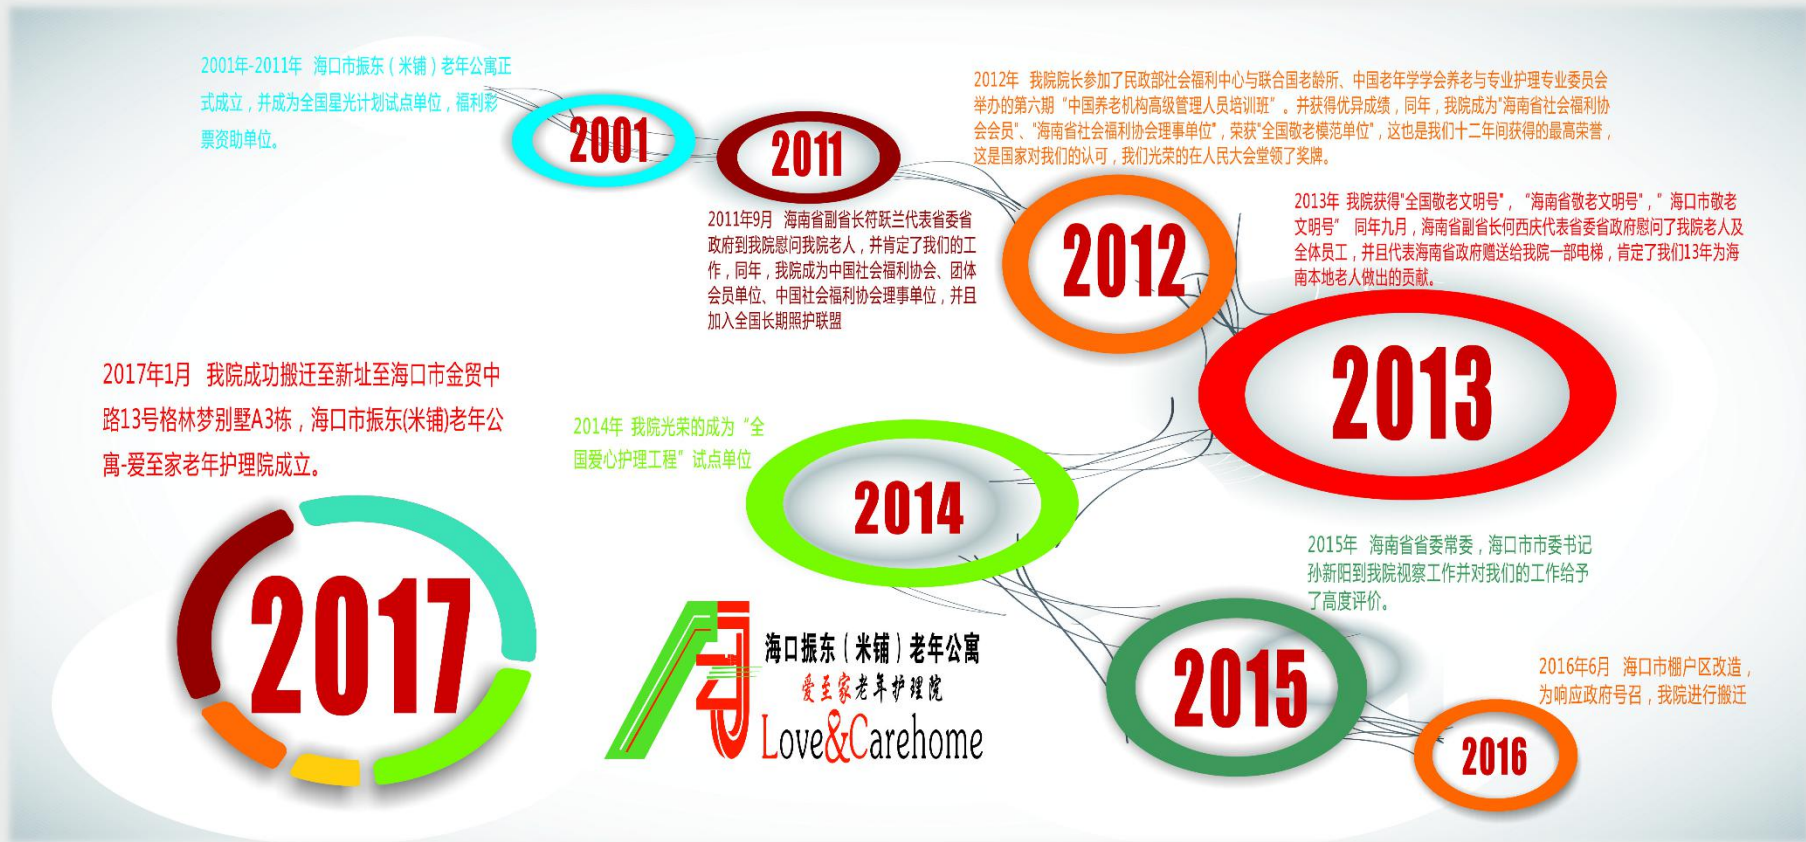 2001年-2011年 海口市振东（米铺）老年公寓正
式成立，并成为全国星光计划试点单位，福利彩
票资助单位。
2001
2011
2011年9月 海南省副省长符跃兰代表省委省
政府到我院慰问我院老人，并肯定了我们的工
作，同年，我院成为中国社会福利协会、团体
会员单位、中国社会福利协会理事单位，并且
加入全国长期照护联盟
2012年 我院院长参加了民政部社会福利中心与联合国老龄所、中国老年学学会养老与专业护理专业委员会
举办的第六期“中国养老机构高级管理人员培训班”。并获得优异成绩，同年，我院成为"海南省社会福利协
会会员"、"海南省社会福利协会理事单位"，荣获"全国敬老模范单位"，这也是我们十二年间获得的最高荣誉，
这是国家对我们的认可，我们光荣的在人民大会堂领了奖牌。
2012
2013年 我院获得"全国敬老文明号"，“海南省敬老文明号"，”海口市敬老
文明号” 同年九月，海南省副省长何西庆代表省委省政府慰问了我院老人及
全体员工，并且代表海南省政府赠送给我院一部电梯，肯定了我们13年为海
南本地老人做出的贡献。
2013
2014年 我院光荣的成为“全
国爱心护理工程”试点单位
2014
2015年 海南省省委常委，海口市市委书记
孙新阳到我院视察工作并对我们的工作给予
了高度评价。
2015
2016年6月 海口市棚户区改造，
为响应政府号召，我院进行搬迁
2016
2017年1月 我院成功搬迁至新址至海口市金贸中
路13号格林梦别墅A3栋，海口市振东(米铺)老年公
寓-爱至家老年护理院成立。
2017
海口振东（米铺）老年公寓
爱至家老年护理院
Love&Carehome